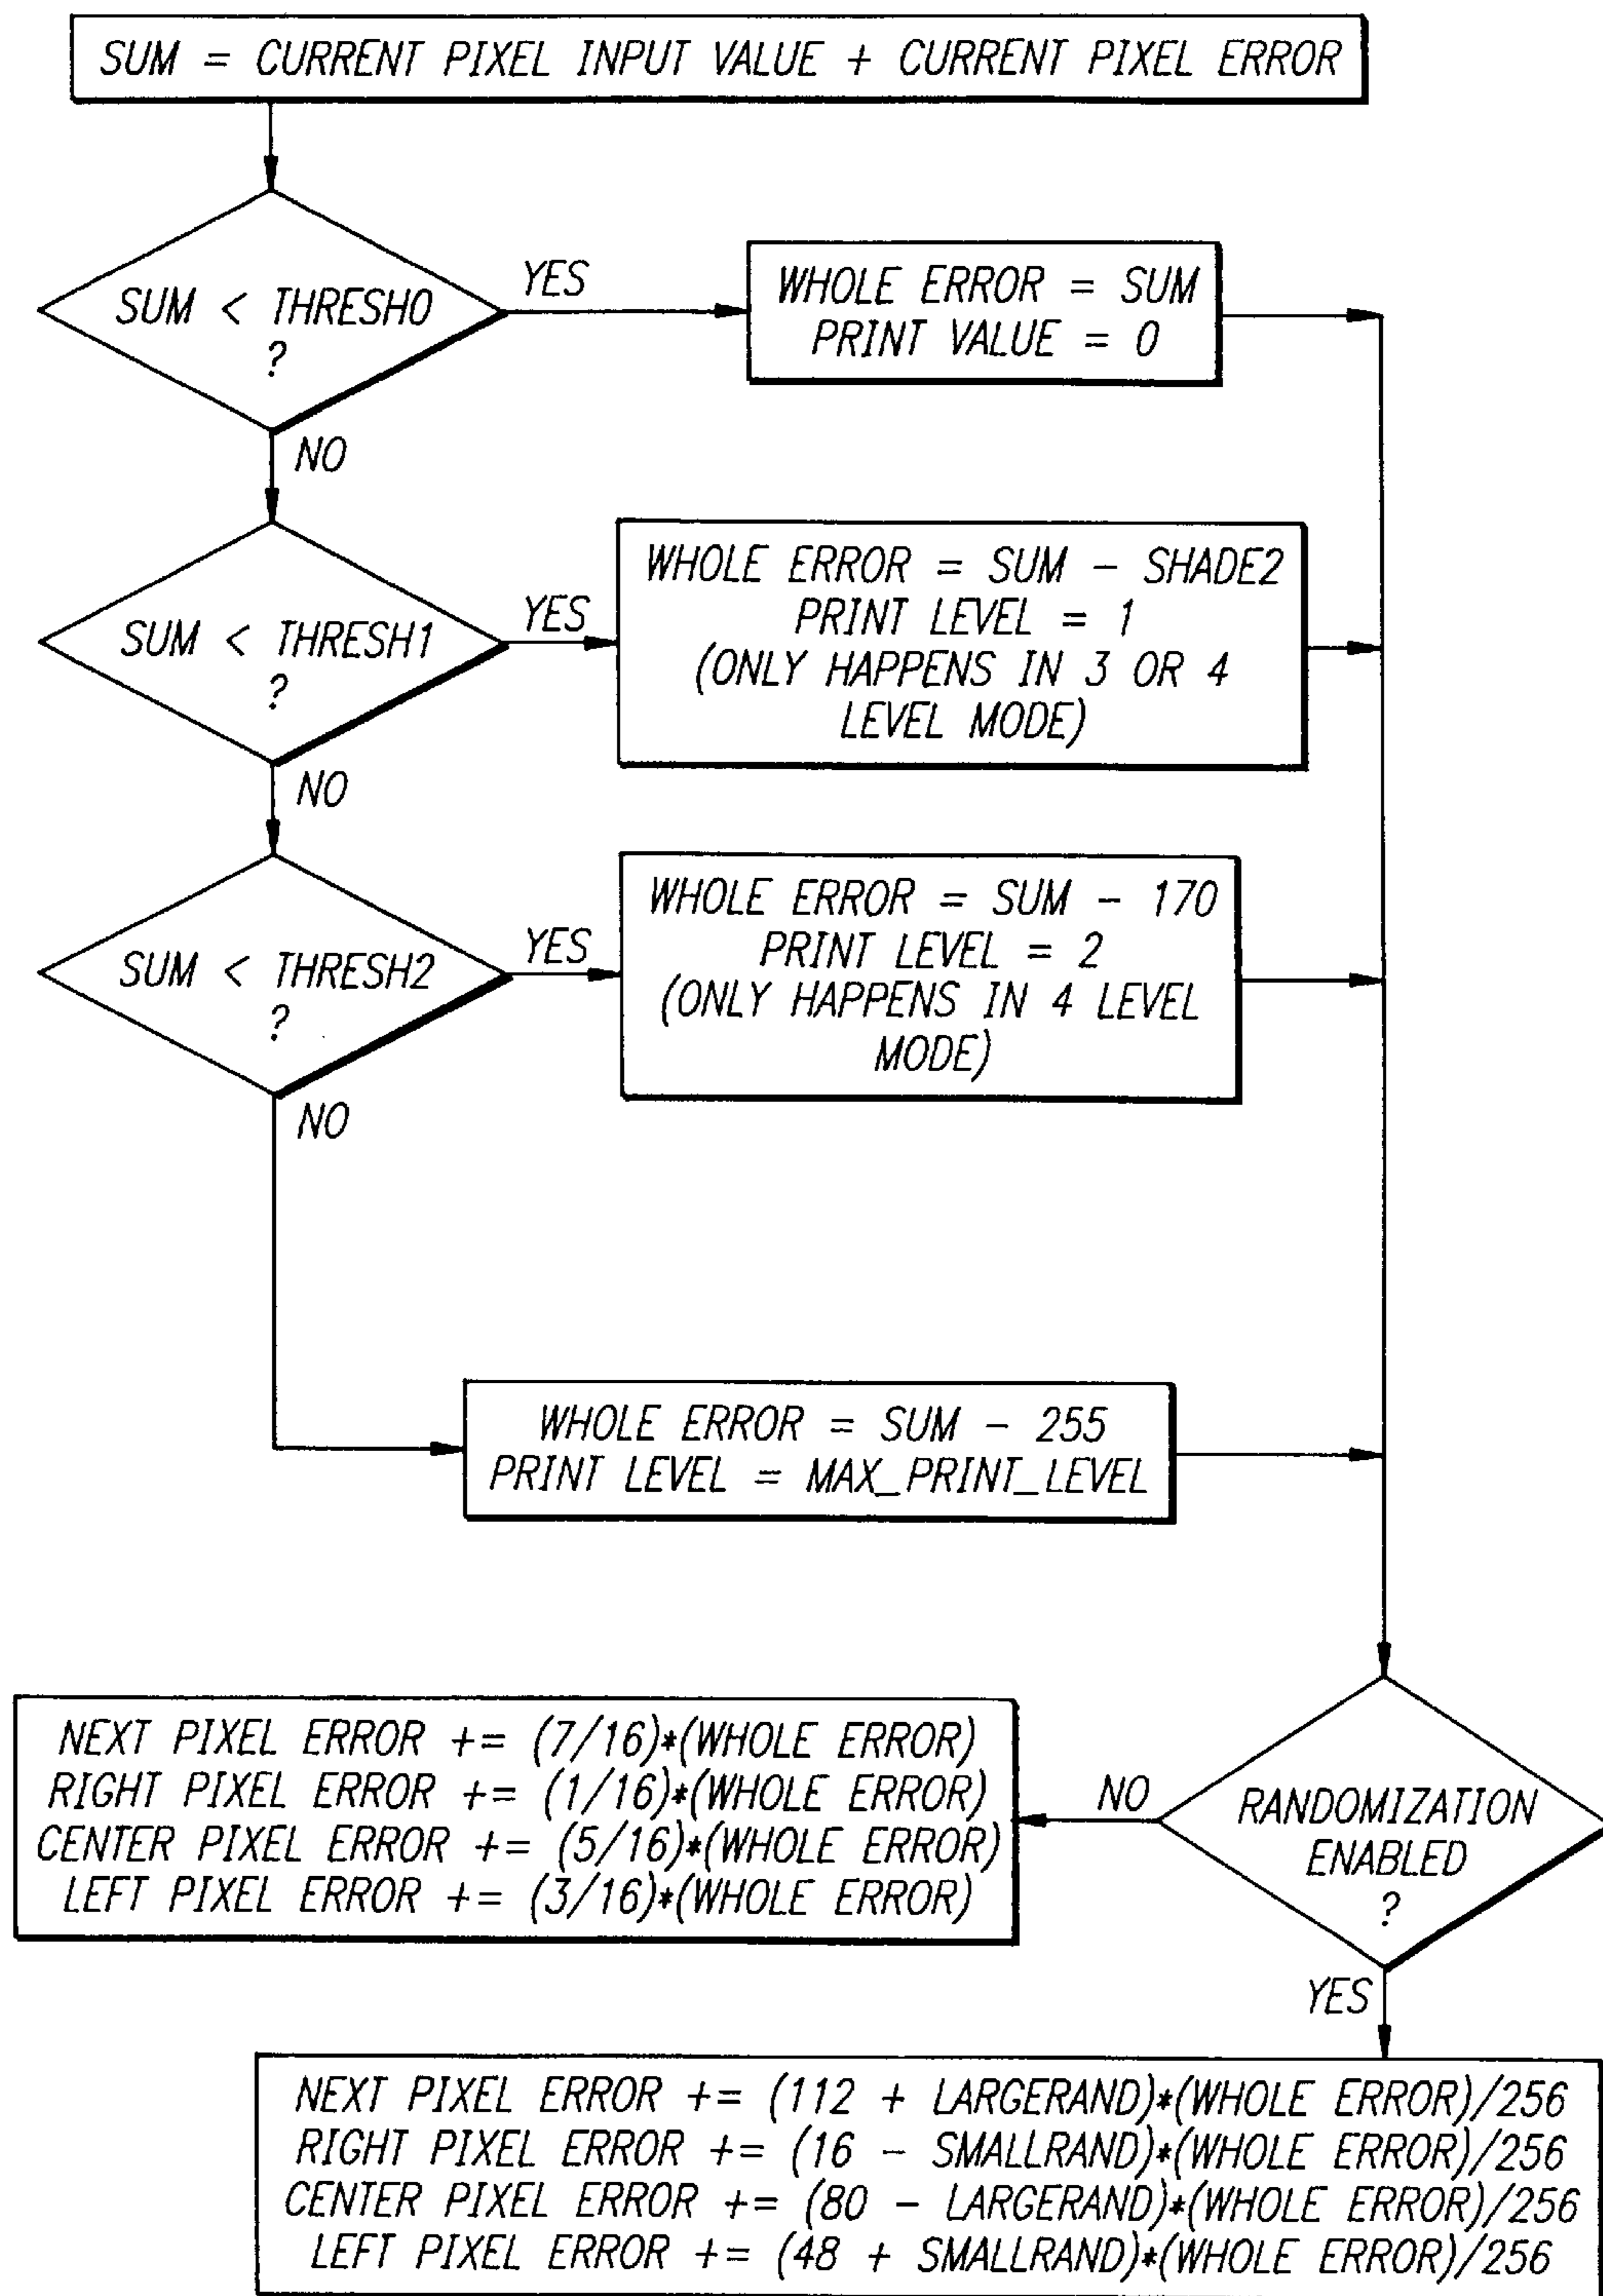 SUM = CURRENT PIXEL INPUT VALUE + CURRENT PIXEL ERROR
SUM < THRESH0
?
YES
WHOLE ERROR = SUM
PRINT VALUE = 0
NO
SUM < THRESH1
?
YES
WHOLE ERROR = SUM - SHADE2
PRINT LEVEL = 1
(ONLY HAPPENS IN 3 OR 4
LEVEL MODE)
NO
SUM < THRESH2
?
YES
WHOLE ERROR = SUM - 170
PRINT LEVEL = 2
(ONLY HAPPENS IN 4 LEVEL
MODE)
NO
WHOLE ERROR = SUM - 255
PRINT LEVEL = MAX_PRINT_LEVEL
RANDOMIZATION
ENABLED
?
NO
NEXT PIXEL ERROR += (7/16)*(WHOLE ERROR)
RIGHT PIXEL ERROR += (1/16)*(WHOLE ERROR)
CENTER PIXEL ERROR += (5/16)*(WHOLE ERROR)
LEFT PIXEL ERROR += (3/16)*(WHOLE ERROR)
YES
NEXT PIXEL ERROR += (112 + LARGERAND)*(WHOLE ERROR)/256
RIGHT PIXEL ERROR += (16 - SMALLRAND)*(WHOLE ERROR)/256
CENTER PIXEL ERROR += (80 - LARGERAND)*(WHOLE ERROR)/256
LEFT PIXEL ERROR += (48 + SMALLRAND)*(WHOLE ERROR)/256